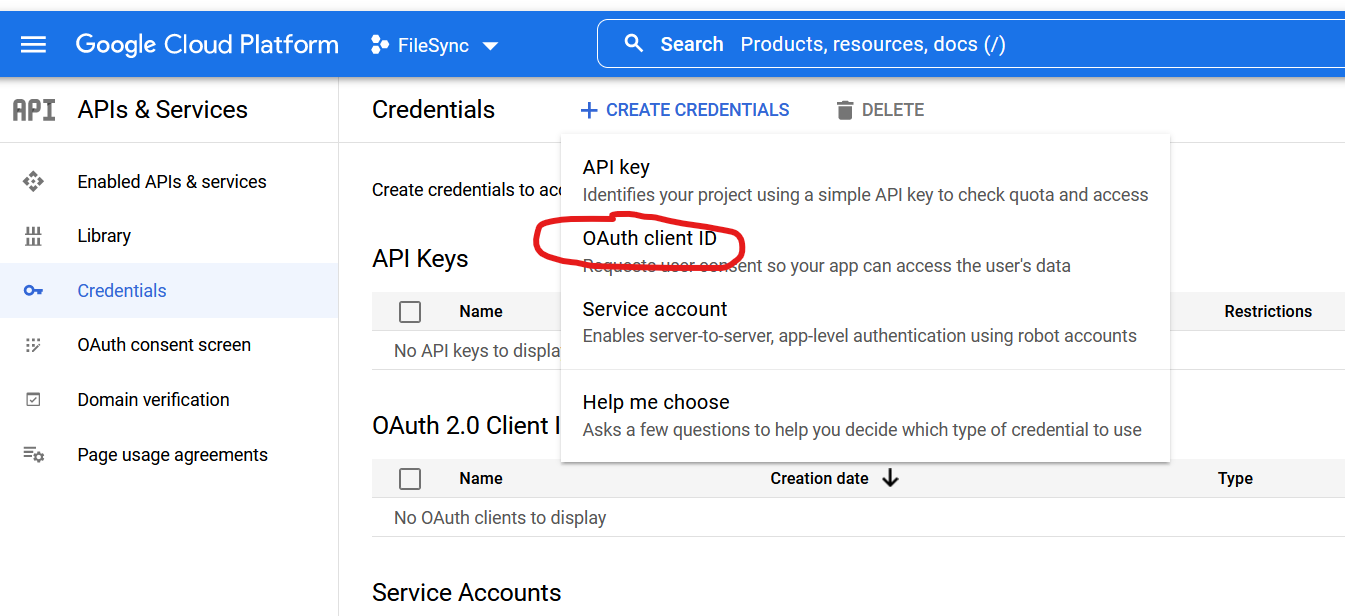 Google Cloud Platform FileSync Search Products, resources, docs (/)
API APIs & Services
Credentials + CREATE CREDENTIALS DELETE
Enabled APIs & services
Library
Credentials
OAuth consent screen
Domain verification
Page usage agreements
Create credentials to acc
API key
Identifies your project using a simple API key to check quota and access
OAuth client ID
Requests user consent so your app can access the user's data
Service account
Enables server-to-server, app-level authentication using robot accounts
Help me choose
Asks a few questions to help you decide which type of credential to use
API Keys
Name Restrictions
No API keys to displa
OAuth 2.0 Client I
Name Creation date Type
No OAuth clients to display
Service Accounts